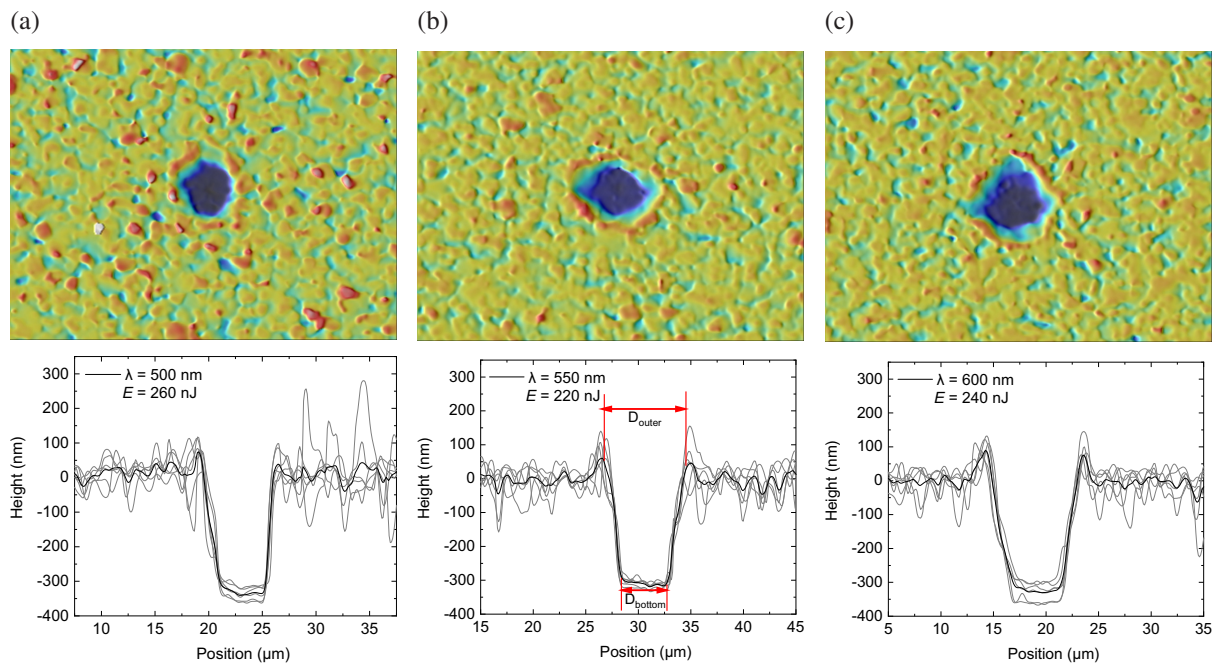 (a)
(b)
(c)
300
200
100
0
-100
-200
-300
-400
10
15
20
25
30
35
Height (nm)
Position (µm)
λ = 500 nm
E = 260 nJ
300
200
100
0
-100
-200
-300
-400
15
20
25
30
35
40
45
Height (nm)
Position (µm)
λ = 550 nm
E = 220 nJ
D_outer
D_bottom
300
200
100
0
-100
-200
-300
-400
5
10
15
20
25
30
35
Height (nm)
Position (µm)
λ = 600 nm
E = 240 nJ